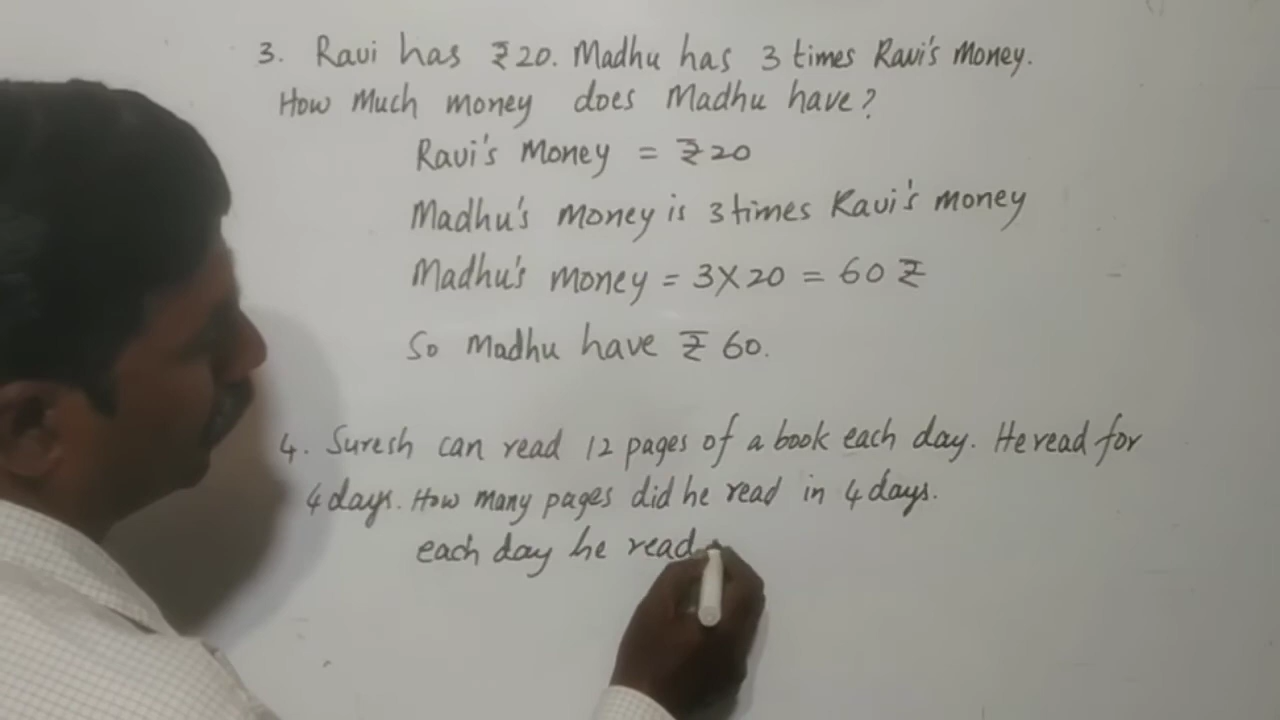 3. Ravi has ₹20. Madhu has 3 times Ravi's Money.
How Much money does Madhu have?
Ravi's Money = ₹20
Madhu's money is 3 times Ravi's money
Madhu's money = 3X20 = 60 ₹
So Madhu have ₹ 60.
4. Suresh can read 12 pages of a book each day. He read for
4 days. How many pages did he read in 4 days.
each day he read